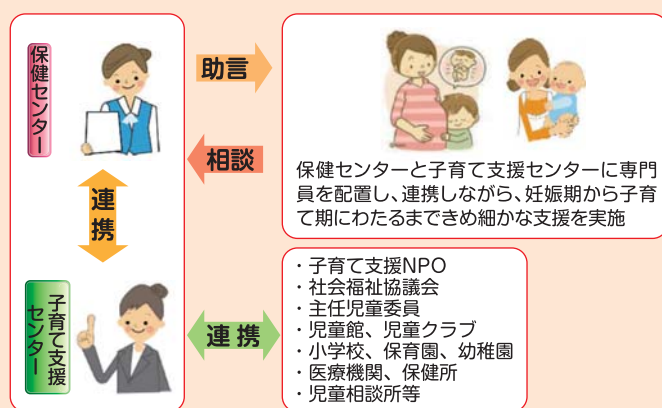 保健センター
助言
相談
保健センターと子育て支援センターに専門
員を配置し、連携しながら、妊娠期から子育
て期にわたるまできめ細かな支援を実施
連携
子育て支援
センター
連携
・子育て支援NPO
・社会福祉協議会
・主任児童委員
・児童館、児童クラブ
・小学校、保育園、幼稚園
・医療機関、保健所
・児童相談所等